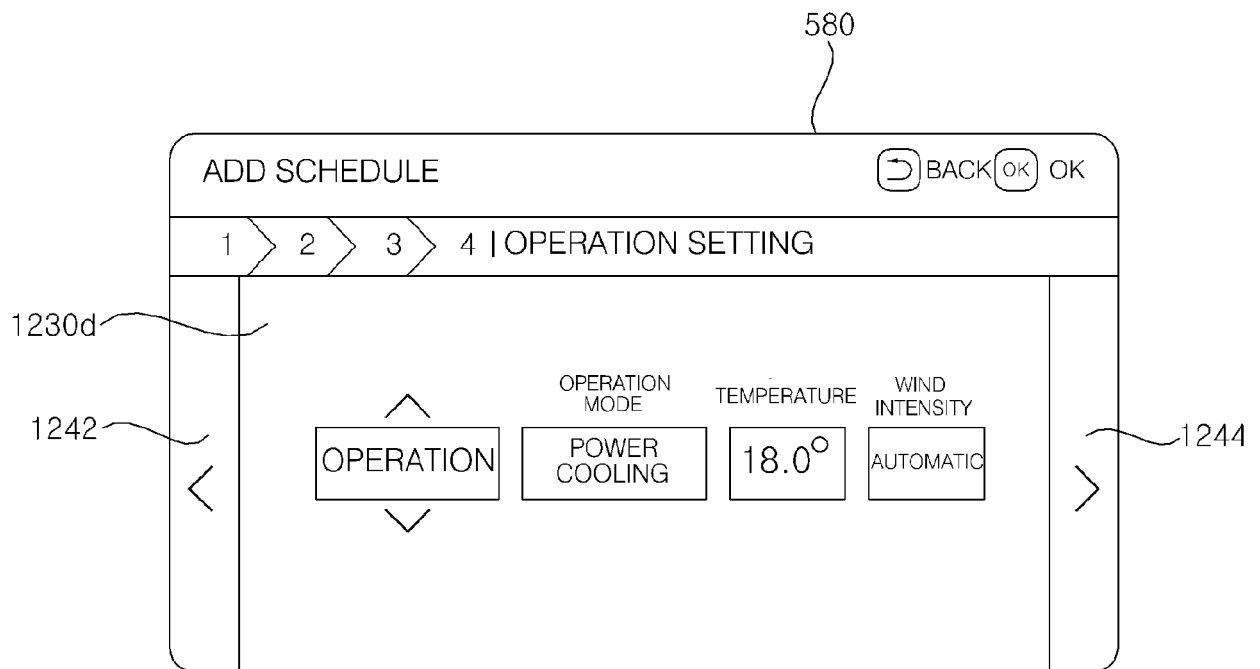 580
ADD SCHEDULE
BACK OK OK
1 2 3 4 | OPERATION SETTING
1230d
OPERATION
MODE
TEMPERATURE
WIND
INTENSITY
1242
1244
OPERATION
POWER
COOLING
18.0°
AUTOMATIC